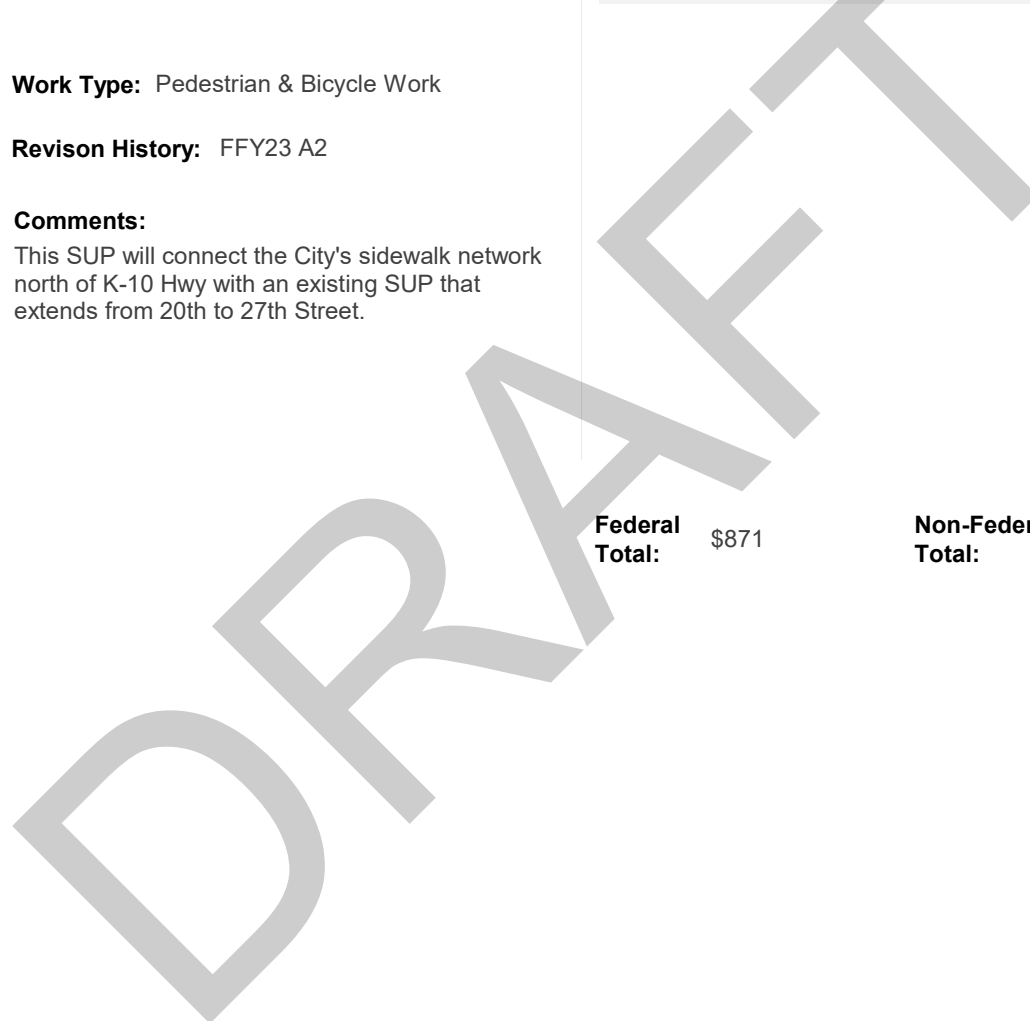 Work Type: Pedestrian & Bicycle Work
Revison History: FFY23 A2
Comments:
This SUP will connect the City's sidewalk network
north of K-10 Hwy with an existing SUP that
extends from 20th to 27th Street.
Federal
Total: $871
Non-Feder
Total:
DRAFT